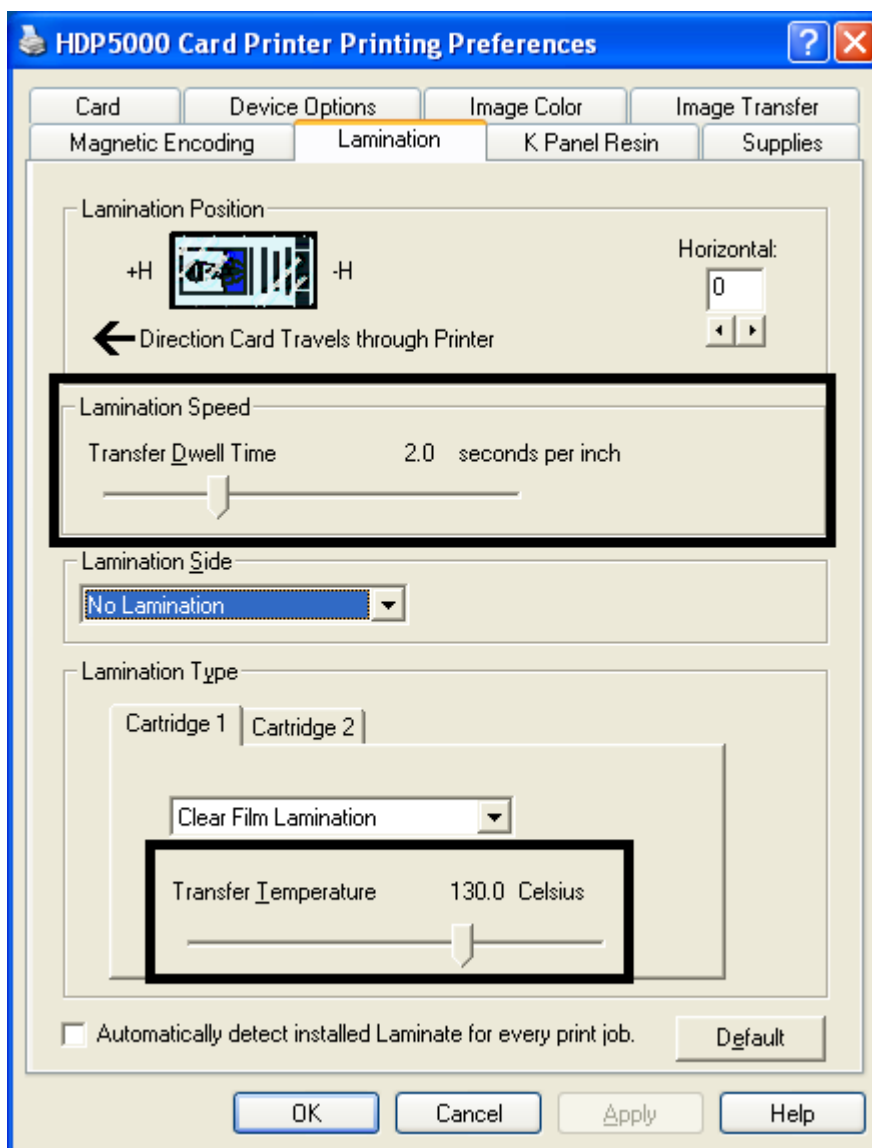 HDP5000 Card Printer Printing Preferences
Card Device Options Image Color Image Transfer
Magnetic Encoding Lamination K Panel Resin Supplies
Lamination Position
+H -H
Horizontal:
0
Direction Card Travels through Printer
Lamination Speed
Transfer Dwell Time 2.0 seconds per inch
Lamination Side
No Lamination
Lamination Type
Cartridge 1 Cartridge 2
Clear Film Lamination
Transfer Temperature 130.0 Celsius
Automatically detect installed Laminate for every print job.
Default
OK Cancel Apply Help